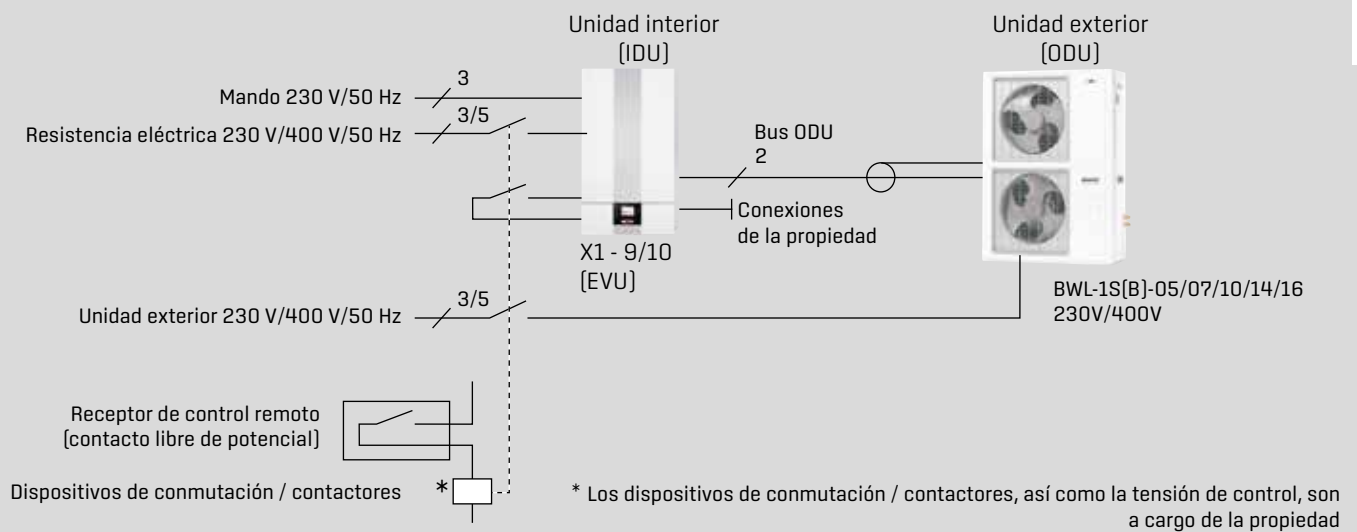 Unidad interior
(IDU)
Unidad exterior
(ODU)
Mando 230 V/50 Hz
3
Resistencia eléctrica 230 V/400 V/50 Hz
3/5
Bus ODU
2
Conexiones
de la propiedad
X1 - 9/10
(EVU)
BWL-1S(B)-05/07/10/14/16
230V/400V
Unidad exterior 230 V/400 V/50 Hz
3/5
Receptor de control remoto
(contacto libre de potencial)
Dispositivos de conmutación / contactores
*
* Los dispositivos de conmutación / contactores, así como la tensión de control, son
a cargo de la propiedad